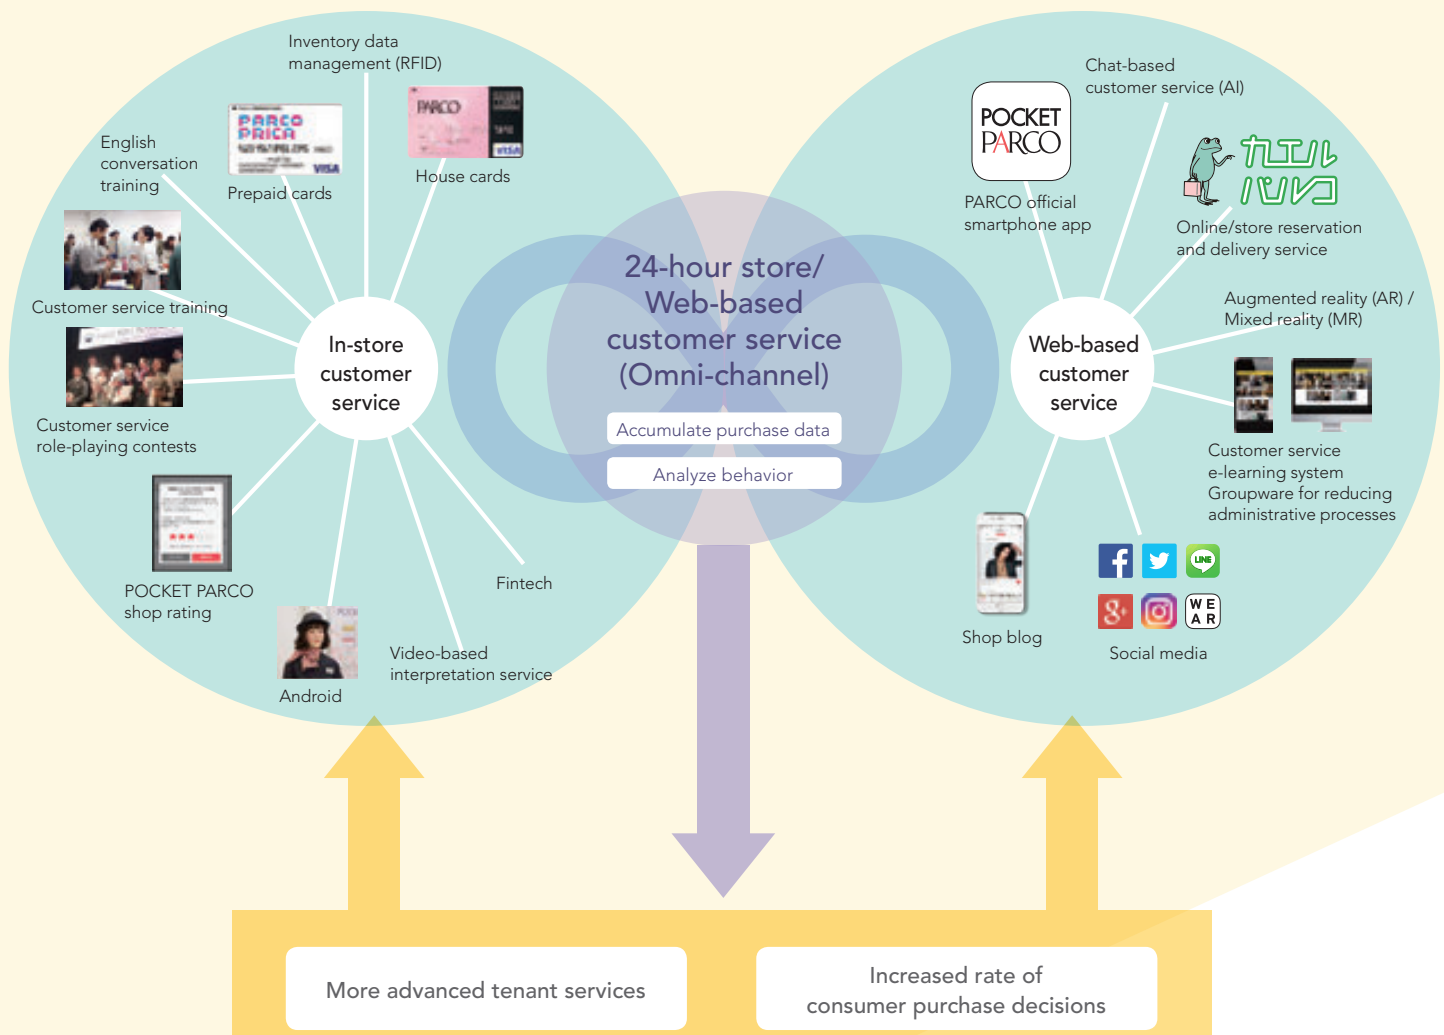 Inventory data
management (RFID)
PARCO
PRICA
VISA
Prepaid cards
PARCO
VISA
House cards
English
conversation
training
Customer service training
Customer service
role-playing contests
POCKET PARCO
shop rating
Android
Video-based
interpretation service
Fintech
In-store
customer
service
24-hour store/
Web-based
customer service
(Omni-channel)
Accumulate purchase data
Analyze behavior
POCKET
PARCO
PARCO official
smartphone app
Chat-based
customer service (AI)
カエル
パルコ
Online/store reservation
and delivery service
Augmented reality (AR) /
Mixed reality (MR)
Web-based
customer
service
Customer service
e-learning system
Groupware for reducing
administrative processes
Shop blog
LINE
g+
WE
AR
Social media
More advanced tenant services
Increased rate of
consumer purchase decisions